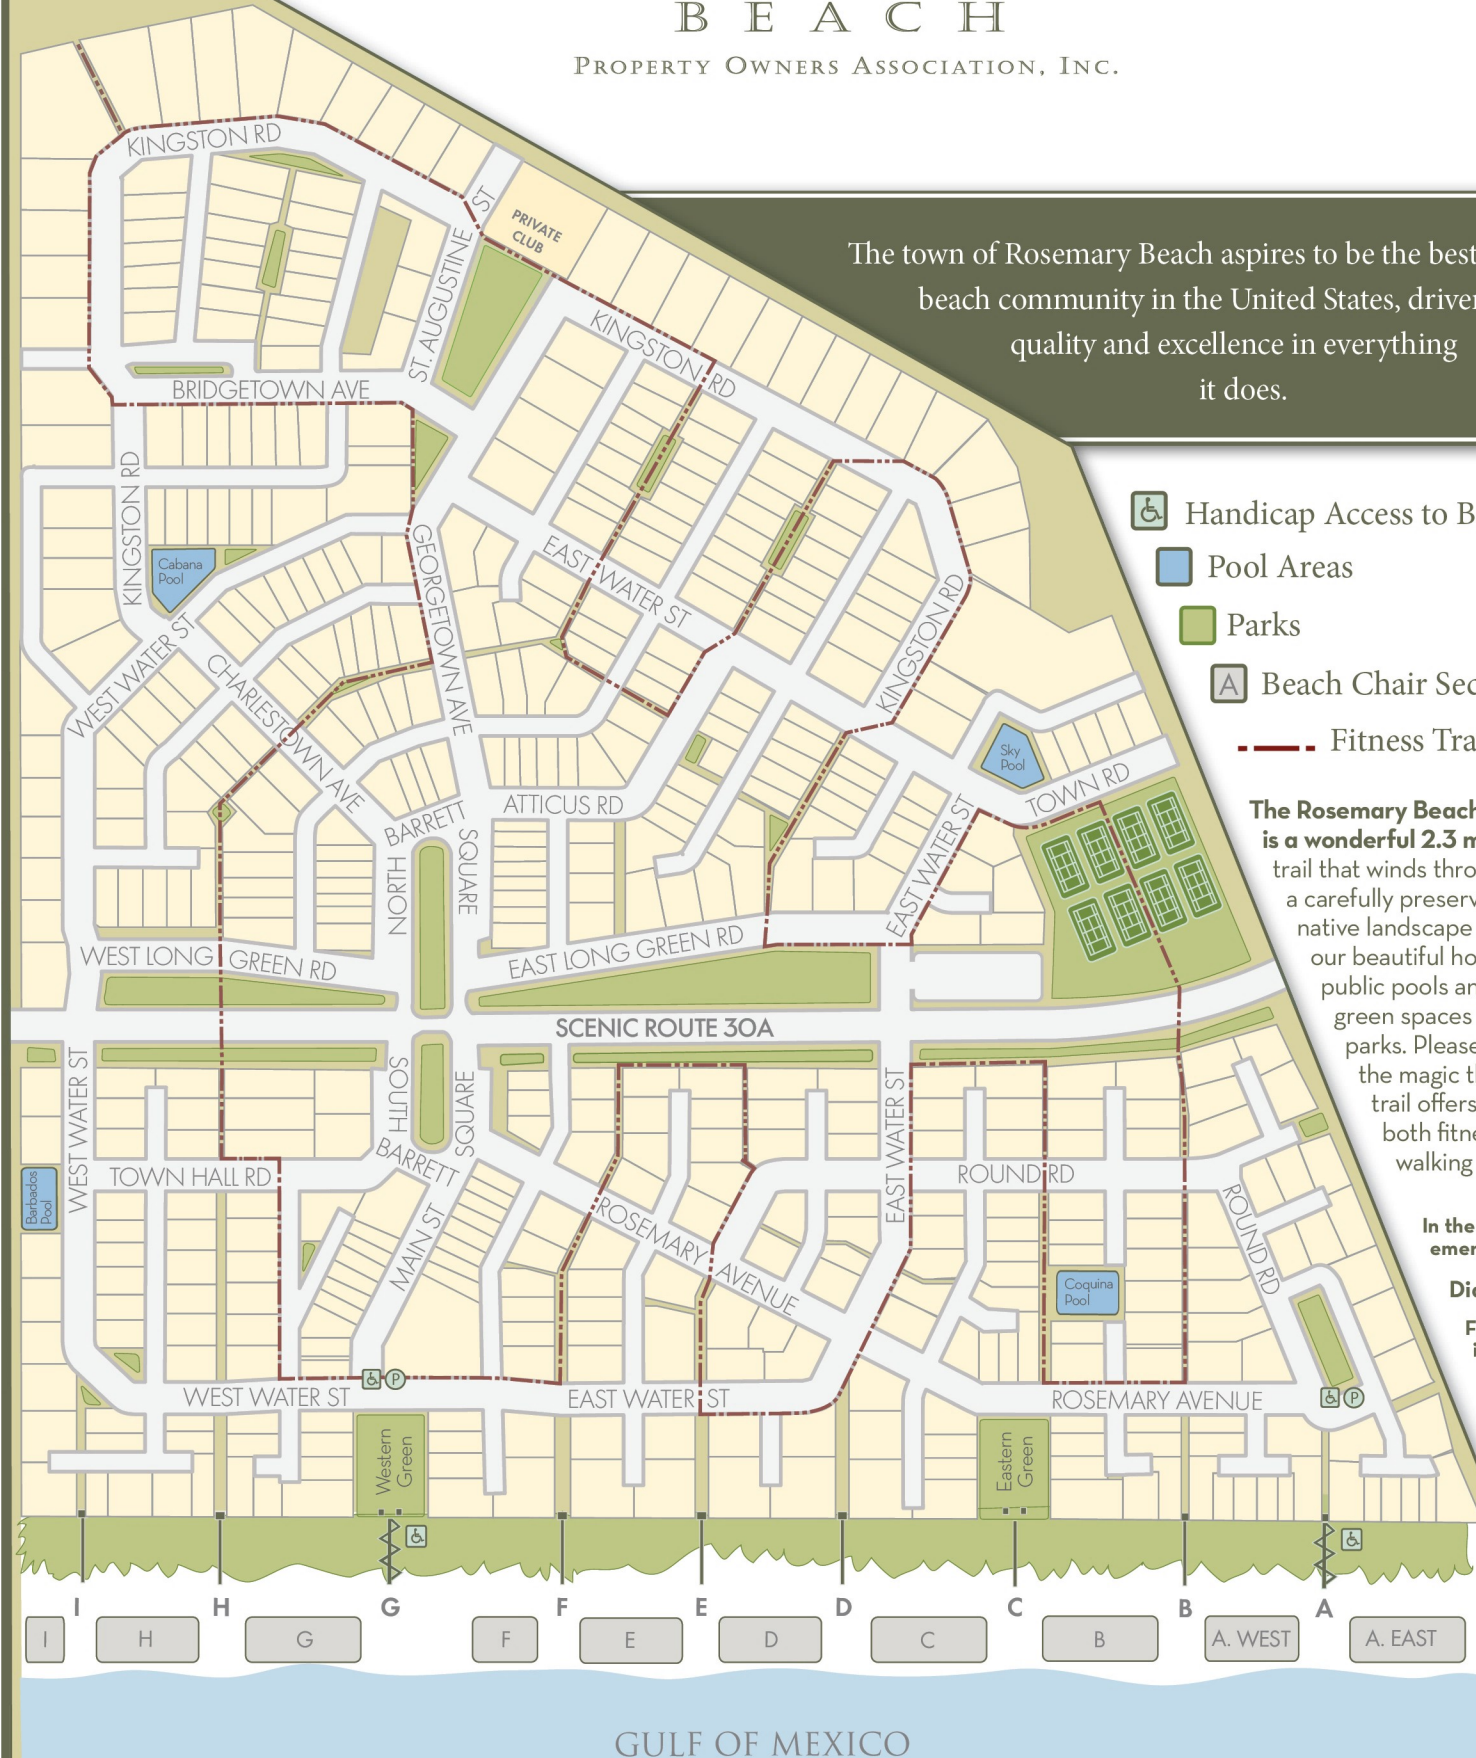 BEACH
PROPERTY OWNERS ASSOCIATION, INC.
The town of Rosemary Beach aspires to be the best
beach community in the United States, driven
quality and excellence in everything
it does.
Handicap Access to B
Pool Areas
Parks
A Beach Chair Sec
Fitness Tra
The Rosemary Beach
is a wonderful 2.3 m
trail that winds thro
a carefully preserv
native landscape
our beautiful ho
public pools an
green spaces
parks. Please
the magic th
trail offers
both fitne
walking
In the
emer
Die
F
i
KINGSTON RD
ST. AUGUSTINE ST
PRIVATE
CLUB
KINGSTON RD
BRIDGETOWN AVE
KINGSTON RD
Cabana
Pool
GEORGETOWN AVE
EAST WATER ST
KINGSTON RD
WEST WATER ST
CHARLESTOWN AVE
Sky
Pool
TOWN RD
ATTICUS RD
BARRETT
SQUARE
NORTH
EAST WATER ST
WEST LONG GREEN RD
EAST LONG GREEN RD
SCENIC ROUTE 30A
WEST WATER ST
SOUTH
SQUARE
BARRETT
EAST WATER ST
TOWN HALL RD
ROUND RD
ROUND RD
Barbados
Pool
MAIN ST
ROSEMARY AVENUE
Coquina
Pool
P
P
WEST WATER ST
EAST WATER ST
ROSEMARY AVENUE
Western
Green
Eastern
Green
I H G F E D C B A
I H G F E D C B A. WEST A. EAST
GULF OF MEXICO